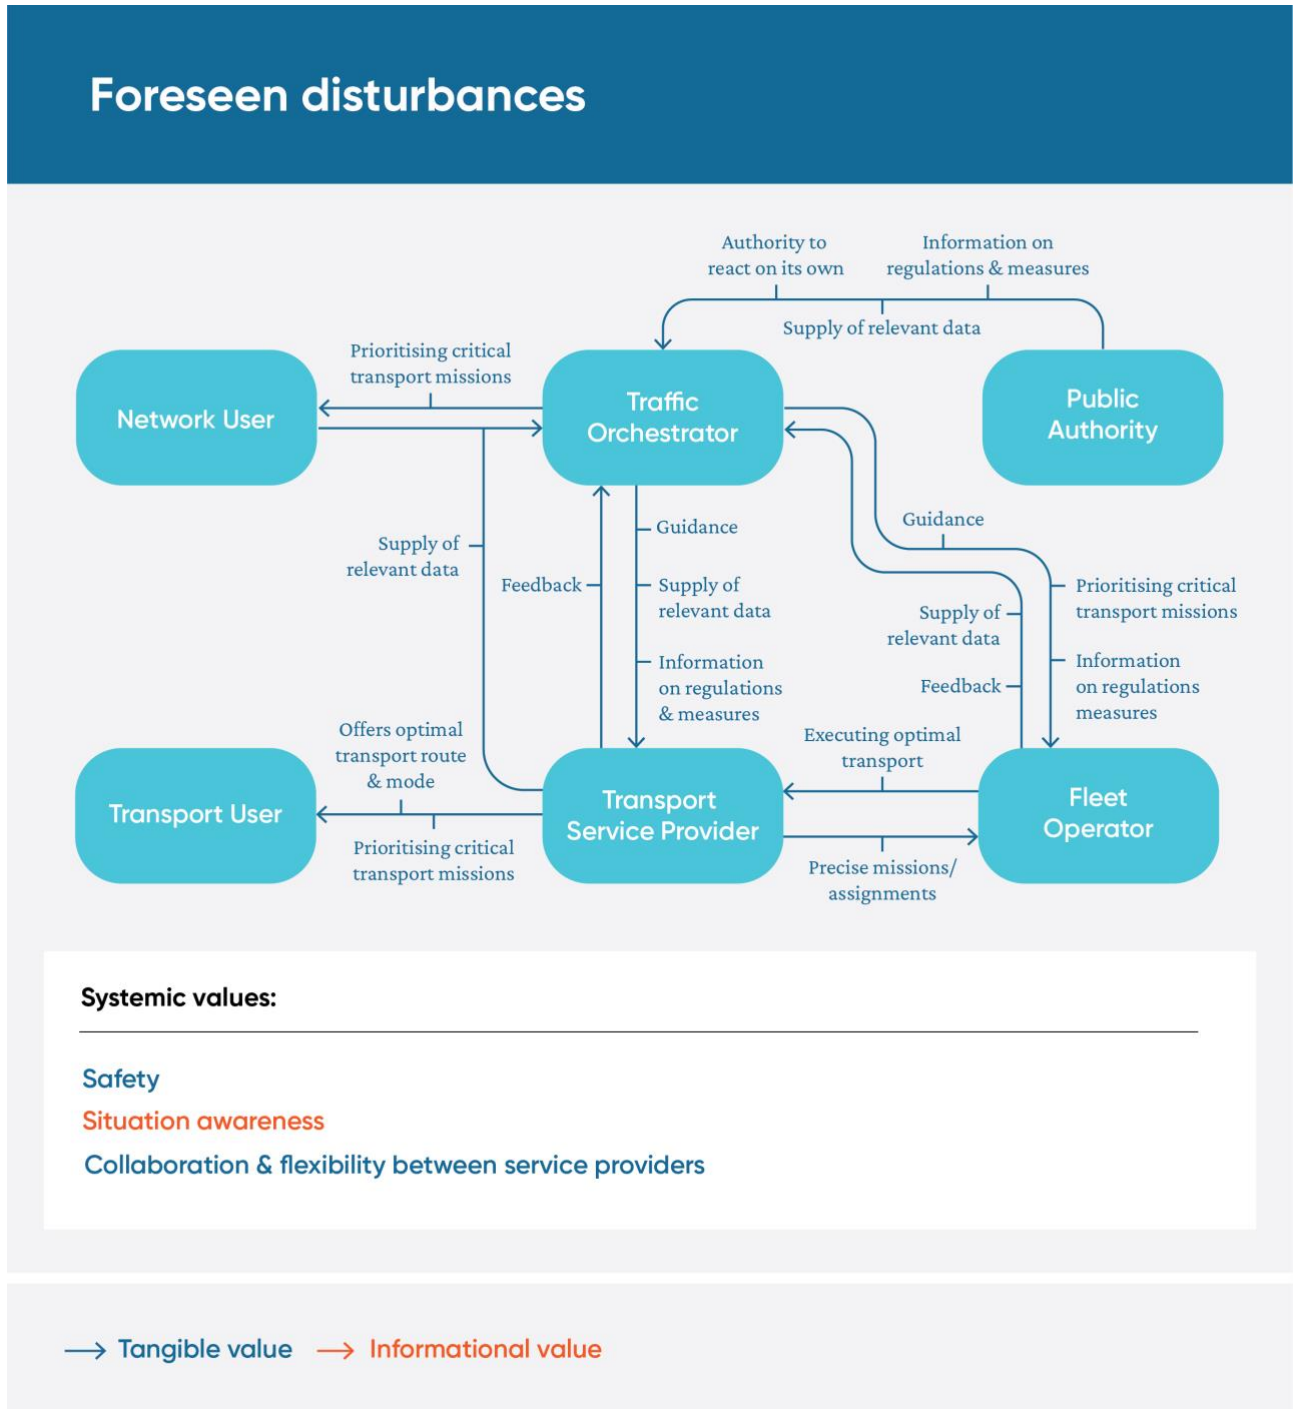 Foreseen disturbances
Authority to
react on its own
Information on
regulations & measures
Supply of relevant data
Prioritising critical
transport missions
Network User
Traffic
Orchestrator
Public
Authority
Guidance
Guidance
Supply of
relevant data
Feedback
Supply of
relevant data
Prioritising critical
transport missions
Supply of
relevant data
Information
on regulations
& measures
Information
on regulations
measures
Feedback
Offers optimal
transport route
& mode
Executing optimal
transport
Transport User
Transport
Service Provider
Fleet
Operator
Prioritising critical
transport missions
Precise missions/
assignments
Systemic values:
Safety
Situation awareness
Collaboration & flexibility between service providers
Tangible value
Informational value